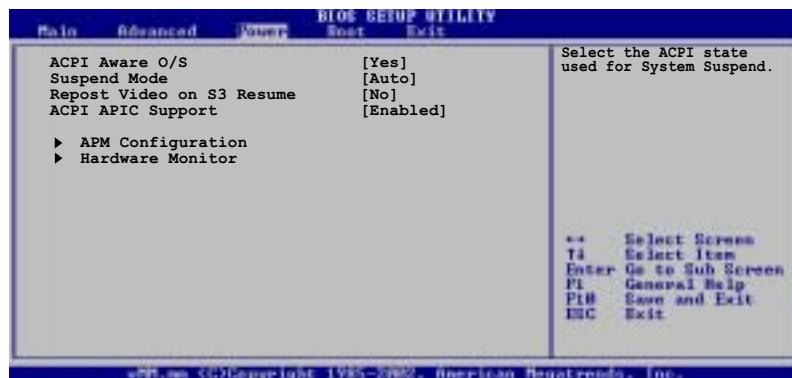 BIOS SETUP UTILITY
Main Advanced Power Boot Exit
ACPI Aware O/S [Yes]
Suspend Mode [Auto]
Repost Video on S3 Resume [No]
ACPI APIC Support [Enabled]
▶ APM Configuration
▶ Hardware Monitor
Select the ACPI state
used for System Suspend.
↔ Select Screen
↑↓ Select Item
Enter Go to Sub Screen
F1 General Help
F10 Save and Exit
ESC Exit
(C)Copyright 1985-2002, American Megatrends, Inc.